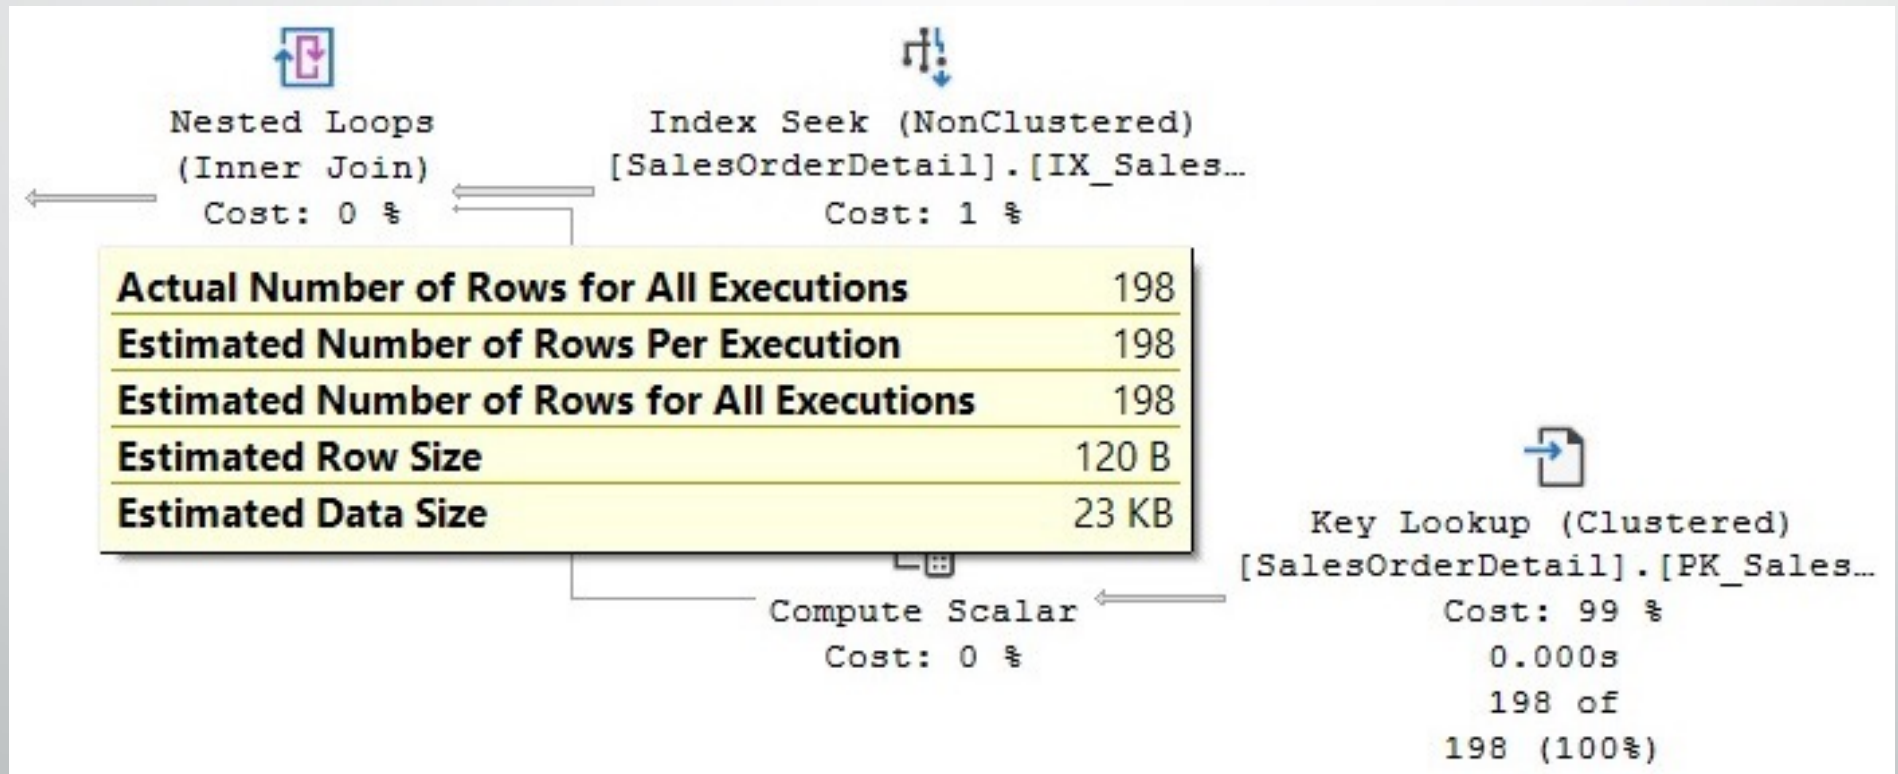 Nested Loops
(Inner Join)
Cost: 0 %
Index Seek (NonClustered)
[SalesOrderDetail].[IX_Sales…
Cost: 1 %
Actual Number of Rows for All Executions 198
Estimated Number of Rows Per Execution 198
Estimated Number of Rows for All Executions 198
Estimated Row Size 120 B
Estimated Data Size 23 KB
Compute Scalar
Cost: 0 %
Key Lookup (Clustered)
[SalesOrderDetail].[PK_Sales…
Cost: 99 %
0.000s
198 of
198 (100%)